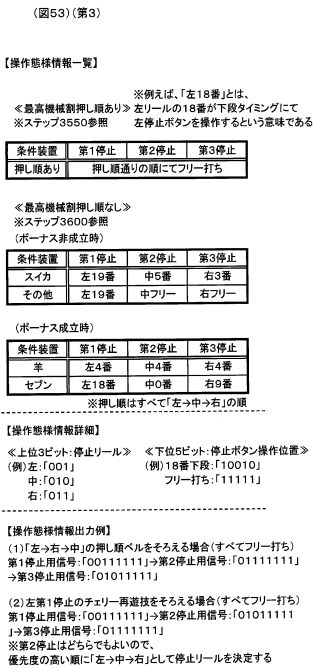 (図53)(第3)
【操作態様情報一覧】
※例えば、「左18番」とは、
≪最高機械割押し順あり≫ 左リールの18番が下段タイミングにて
※ステップ3550参照 左停止ボタンを操作するという意味である
条件装置 第1停止 第2停止 第3停止
押し順あり 押し順通りの順にてフリー打ち
≪最高機械割押し順なし≫
※ステップ3600参照
(ボーナス非成立時)
条件装置 第1停止 第2停止 第3停止
スイカ 左19番 中5番 右3番
その他 左19番 中フリー 右フリー
(ボーナス成立時)
条件装置 第1停止 第2停止 第3停止
羊 左4番 中4番 右4番
セブン 左18番 中0番 右9番
※押し順はすべて「左→中→右」の順
【操作態様情報詳細】
≪上位3ビット:停止リール≫ ≪下位5ビット:停止ボタン操作位置≫
(例)左:「001」 (例)18番下段:「10010」
中:「010」 フリー打ち:「11111」
右:「011」
【操作態様情報出力例】
(1)「左→右→中」の押し順ベルをそろえる場合(すべてフリー打ち)
第1停止用信号:「00111111」→第2停止用信号:「01111111」
→第3停止用信号:「01011111」
(2)左第1停止のチェリー再遊技をそろえる場合(すべてフリー打ち)
第1停止用信号:「00111111」→第2停止用信号:「01011111
」→第3停止用信号:「01111111」
※第2停止はどちらでもよいので、
優先度の高い順に「左→中→右」として停止リールを決定する